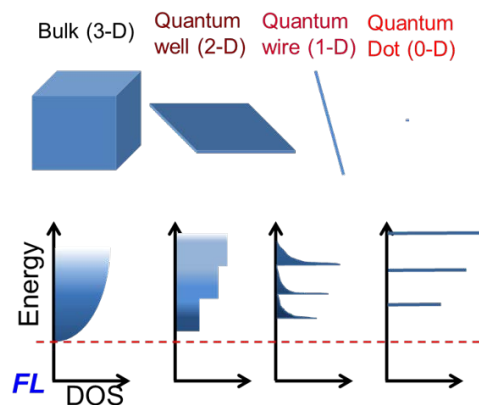 Bulk (3-D)
Quantum
well (2-D)
Quantum
wire (1-D)
Quantum
Dot (0-D)
Energy
FL
DOS